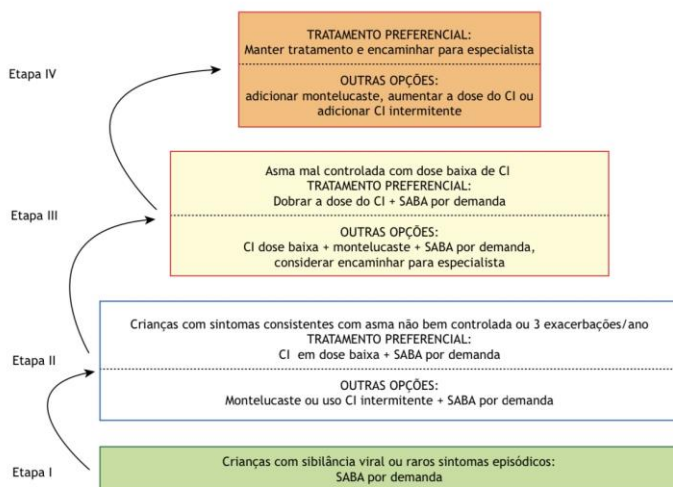 TRATAMENTO PREFERENCIAL:
Manter tratamento e encaminhar para especialista
Etapa IV
OUTRAS OPÇÕES:
adicionar montelucaste, aumentar a dose do CI ou
adicionar CI intermitente
Asma mal controlada com dose baixa de CI
TRATAMENTO PREFERENCIAL:
Dobrar a dose do CI + SABA por demanda
Etapa III
OUTRAS OPÇÕES:
CI dose baixa + montelucaste + SABA por demanda,
considerar encaminhar para especialista
Crianças com sintomas consistentes com asma não bem controlada ou 3 exacerbações/ano
TRATAMENTO PREFERENCIAL:
CI em dose baixa + SABA por demanda
Etapa II
OUTRAS OPÇÕES:
Montelucaste ou uso CI intermitente + SABA por demanda
Crianças com sibilância viral ou raros sintomas episódicos:
Etapa I
SABA por demanda